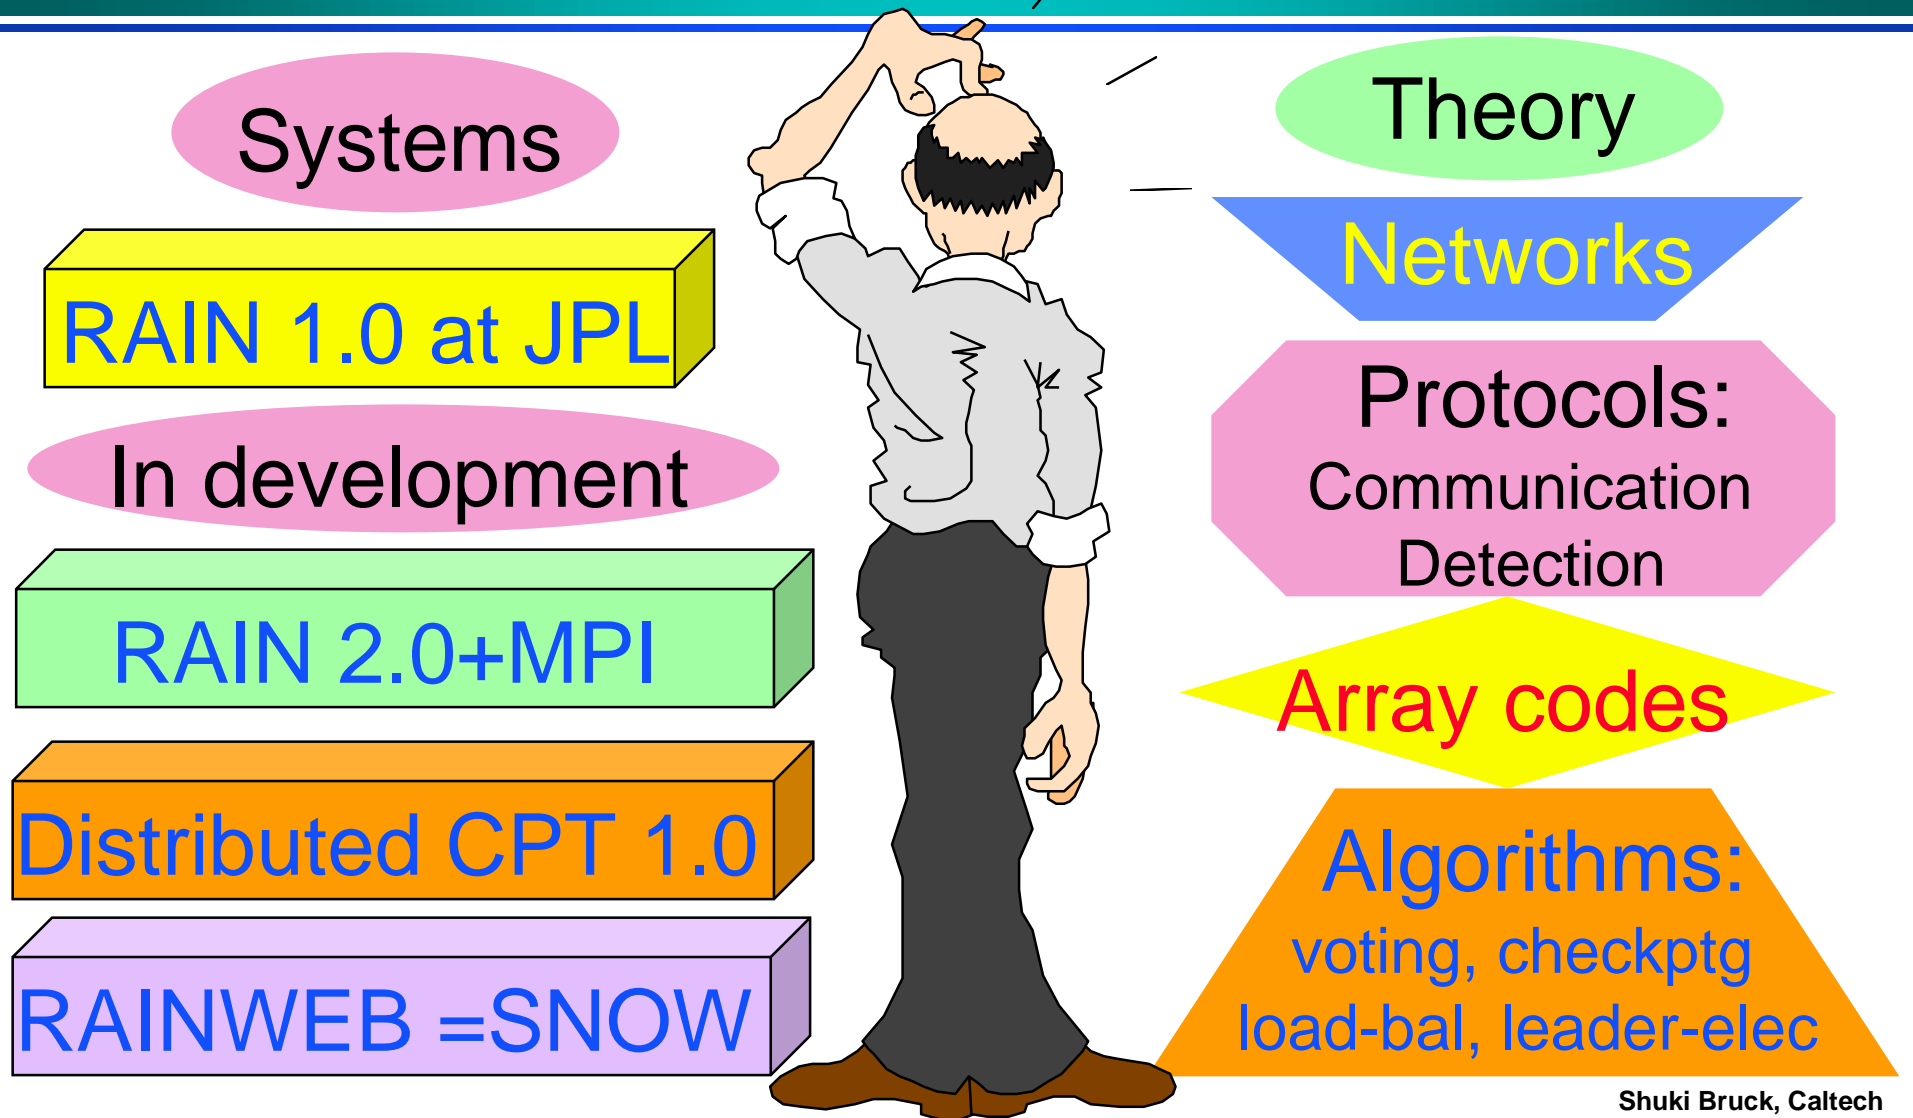 Systems
RAIN 1.0 at JPL
In development
RAIN 2.0+MPI
Distributed CPT 1.0
RAINWEB =SNOW
Theory
Networks
Protocols:
Communication
Detection
Array codes
Algorithms:
voting, checkptg
load-bal, leader-elec
Shuki Bruck, Caltech